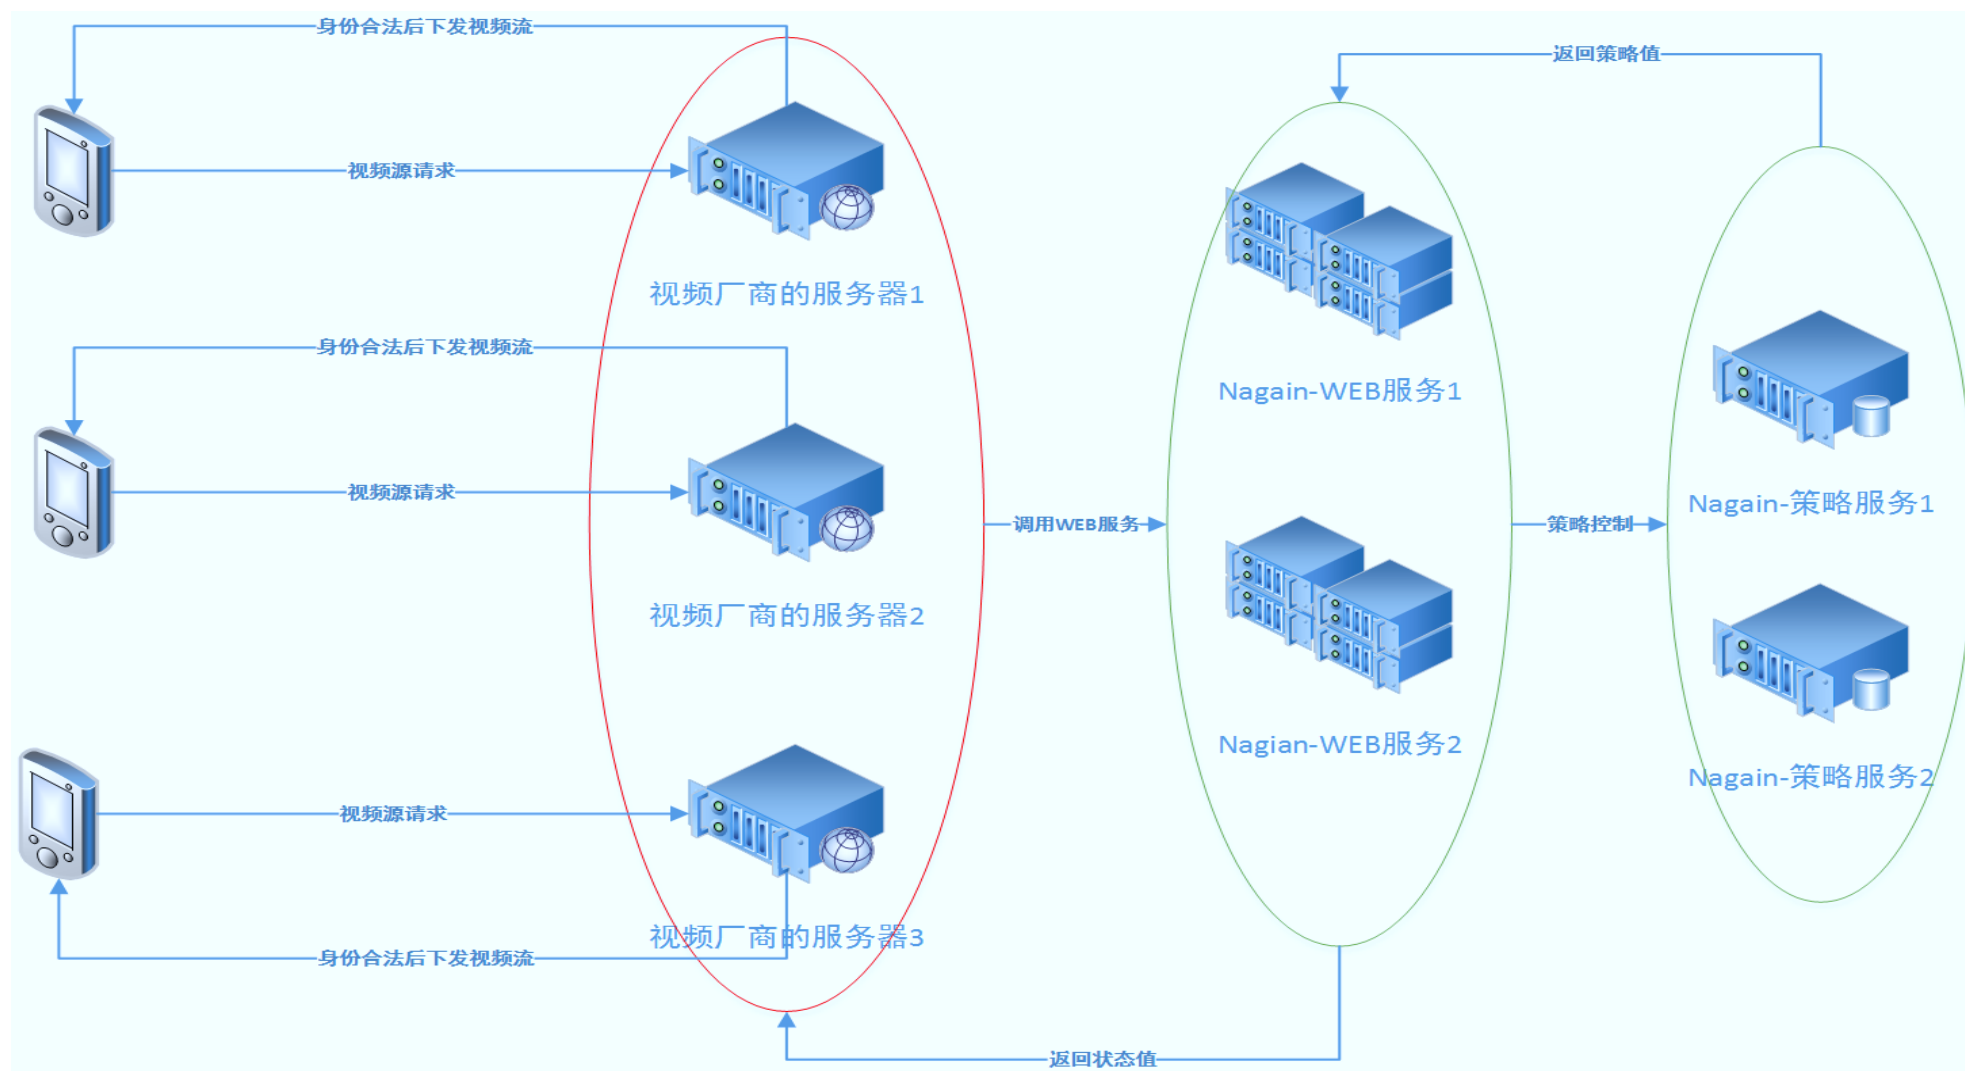 身份合法后下发视频流
返回策略值
视频源请求
视频厂商的服务器1
身份合法后下发视频流
Nagain-WEB服务1
视频源请求
Nagain-策略服务1
调用WEB服务
策略控制
视频厂商的服务器2
Nagian-WEB服务2
Nagain-策略服务2
视频源请求
视频厂商的服务器3
身份合法后下发视频流
返回状态值